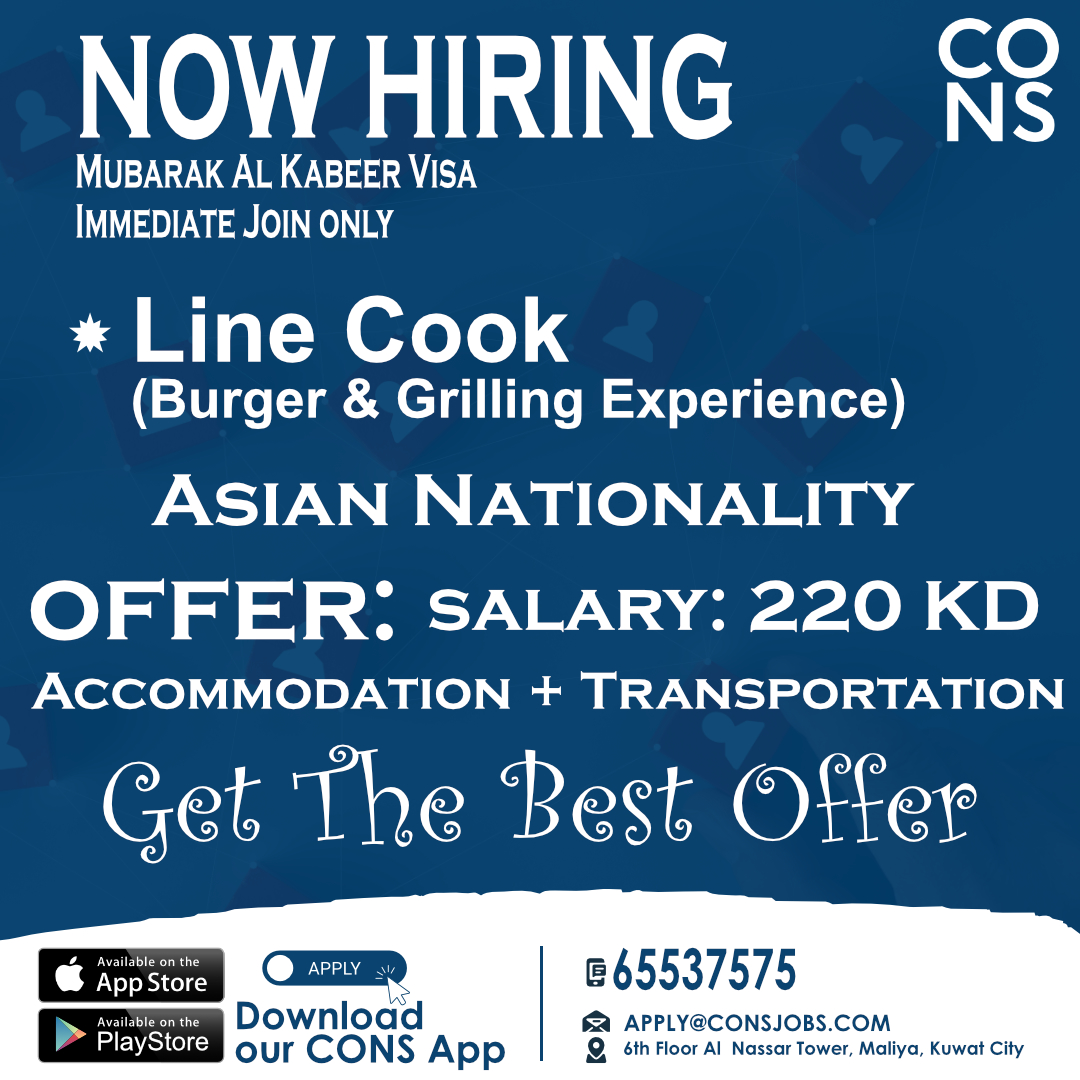 NOW HIRING
CO
NS
MUBARAK AL KABEER VISA
IMMEDIATE JOIN ONLY
Line Cook
(Burger & Grilling Experience)
ASIAN NATIONALITY
OFFER: SALARY: 220 KD
ACCOMMODATION + TRANSPORTATION
Get The Best Offer
Available on the
App Store
APPLY
Available on the
PlayStore
Download
our CONS App
65537575
APPLY@CONSJOBS.COM
6th Floor Al Nassar Tower, Maliya, Kuwat City